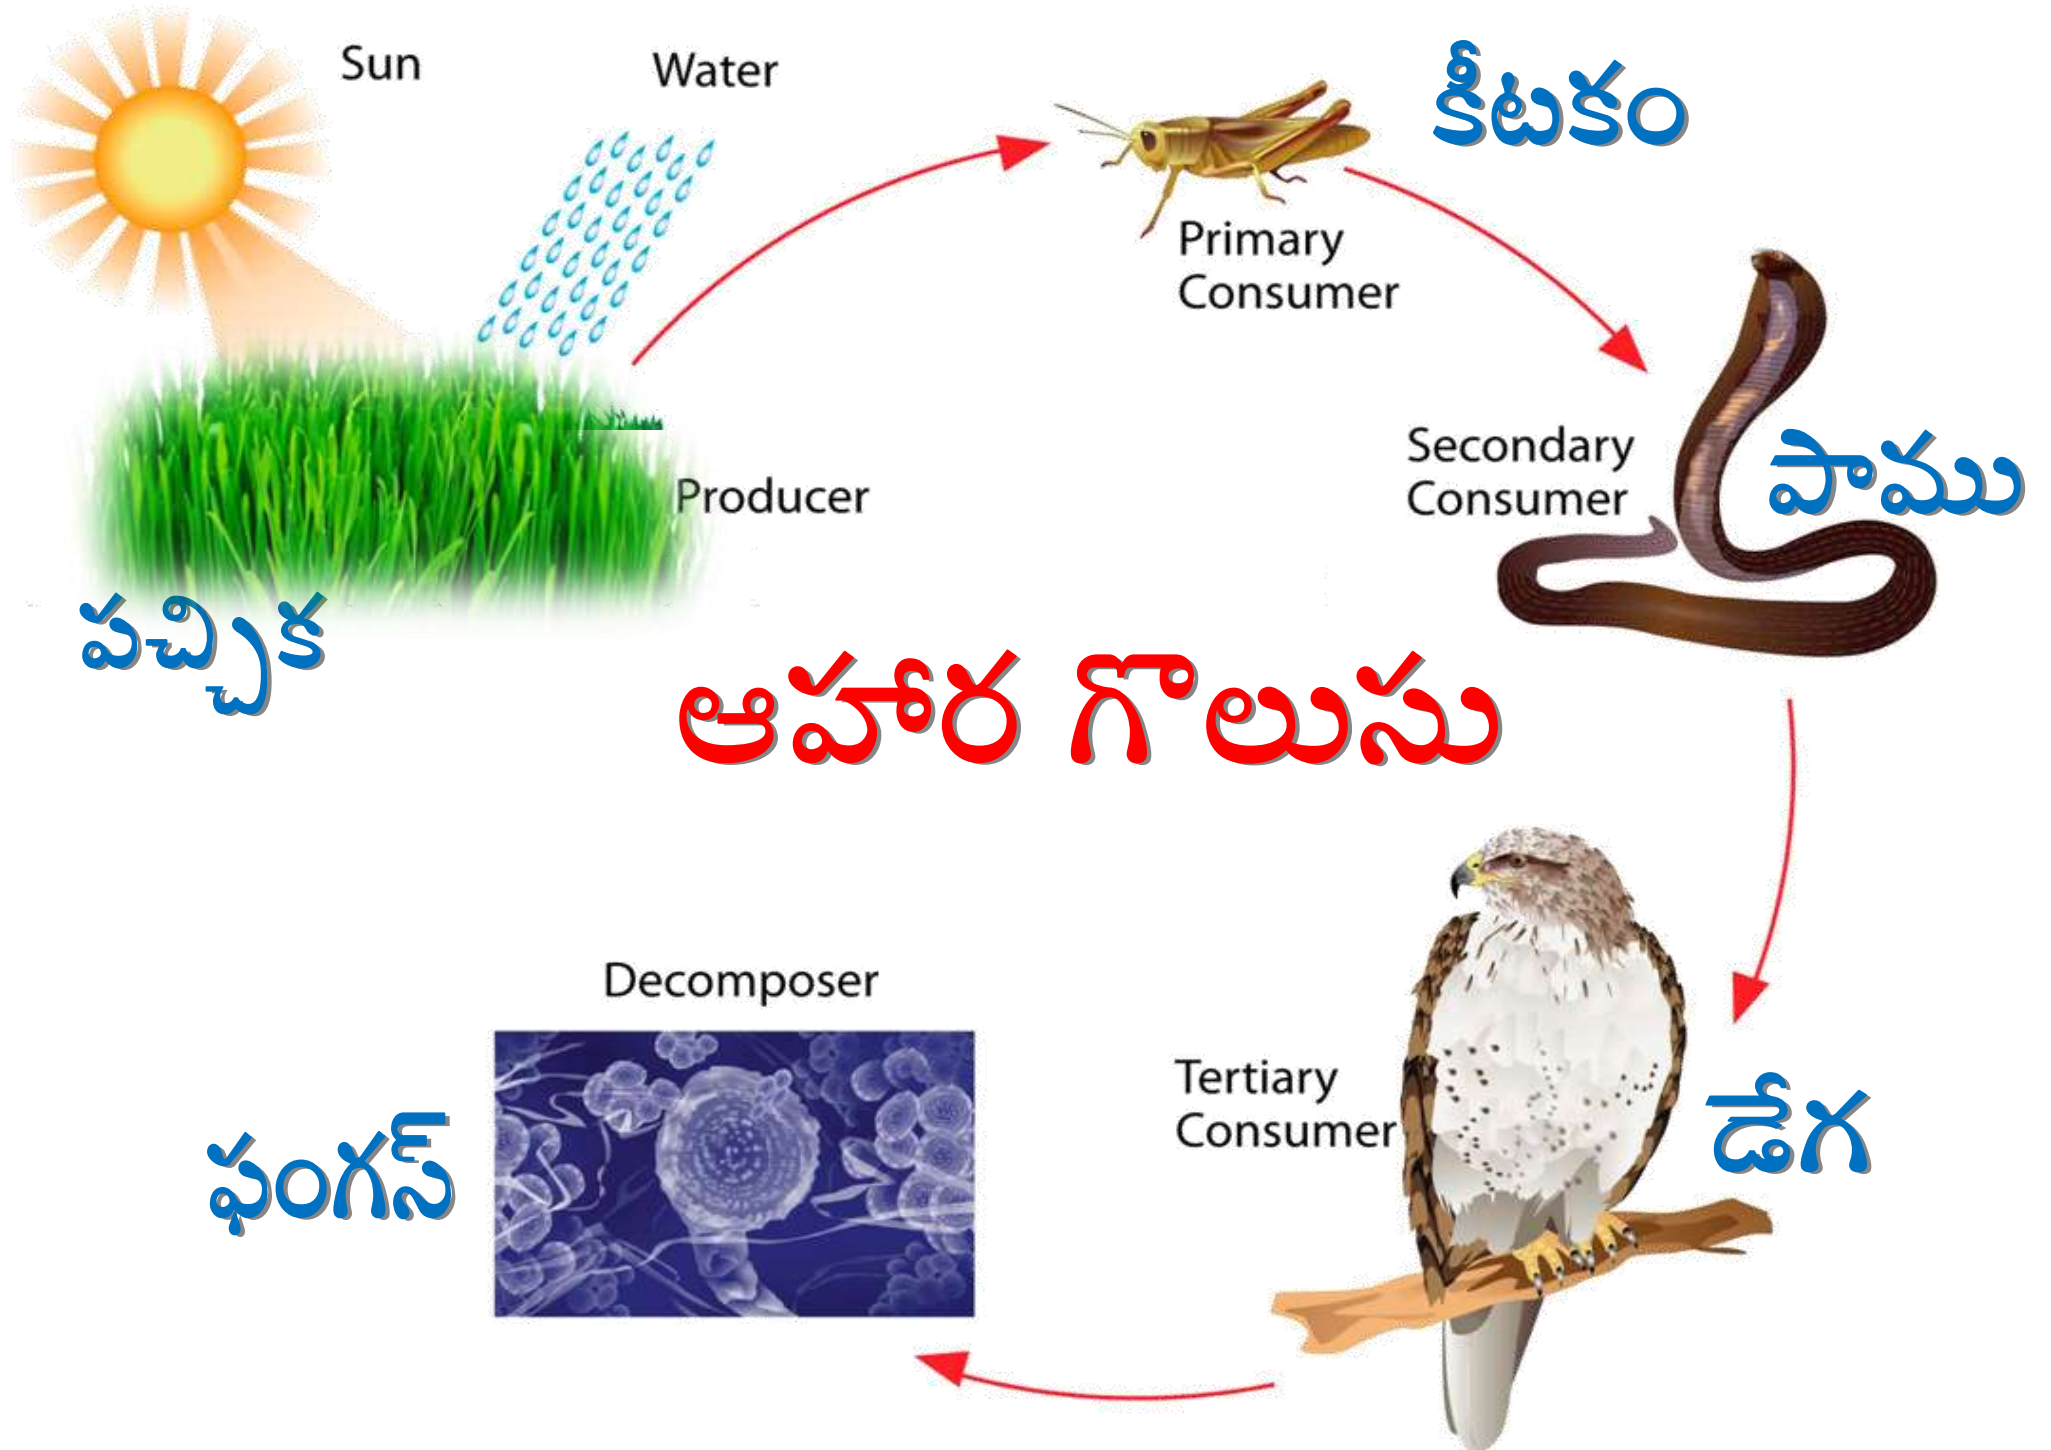 Sun
Water
కీటకం
Primary
Consumer
Secondary
Consumer
పాము
Producer
పచ్చిక
ఆహార గొలుసు
Decomposer
Tertiary
Consumer
డేగ
ఫంగస్